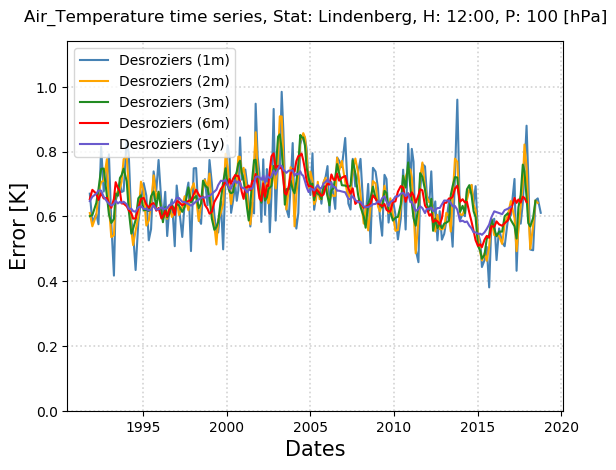 Air_Temperature time series, Stat: Lindenberg, H: 12:00, P: 100 [hPa]
Desroziers (1m)
Desroziers (2m)
Desroziers (3m)
Desroziers (6m)
Desroziers (1y)
Error [K]
1.0
0.8
0.6
0.4
0.2
0.0
1995 2000 2005 2010 2015 2020
Dates